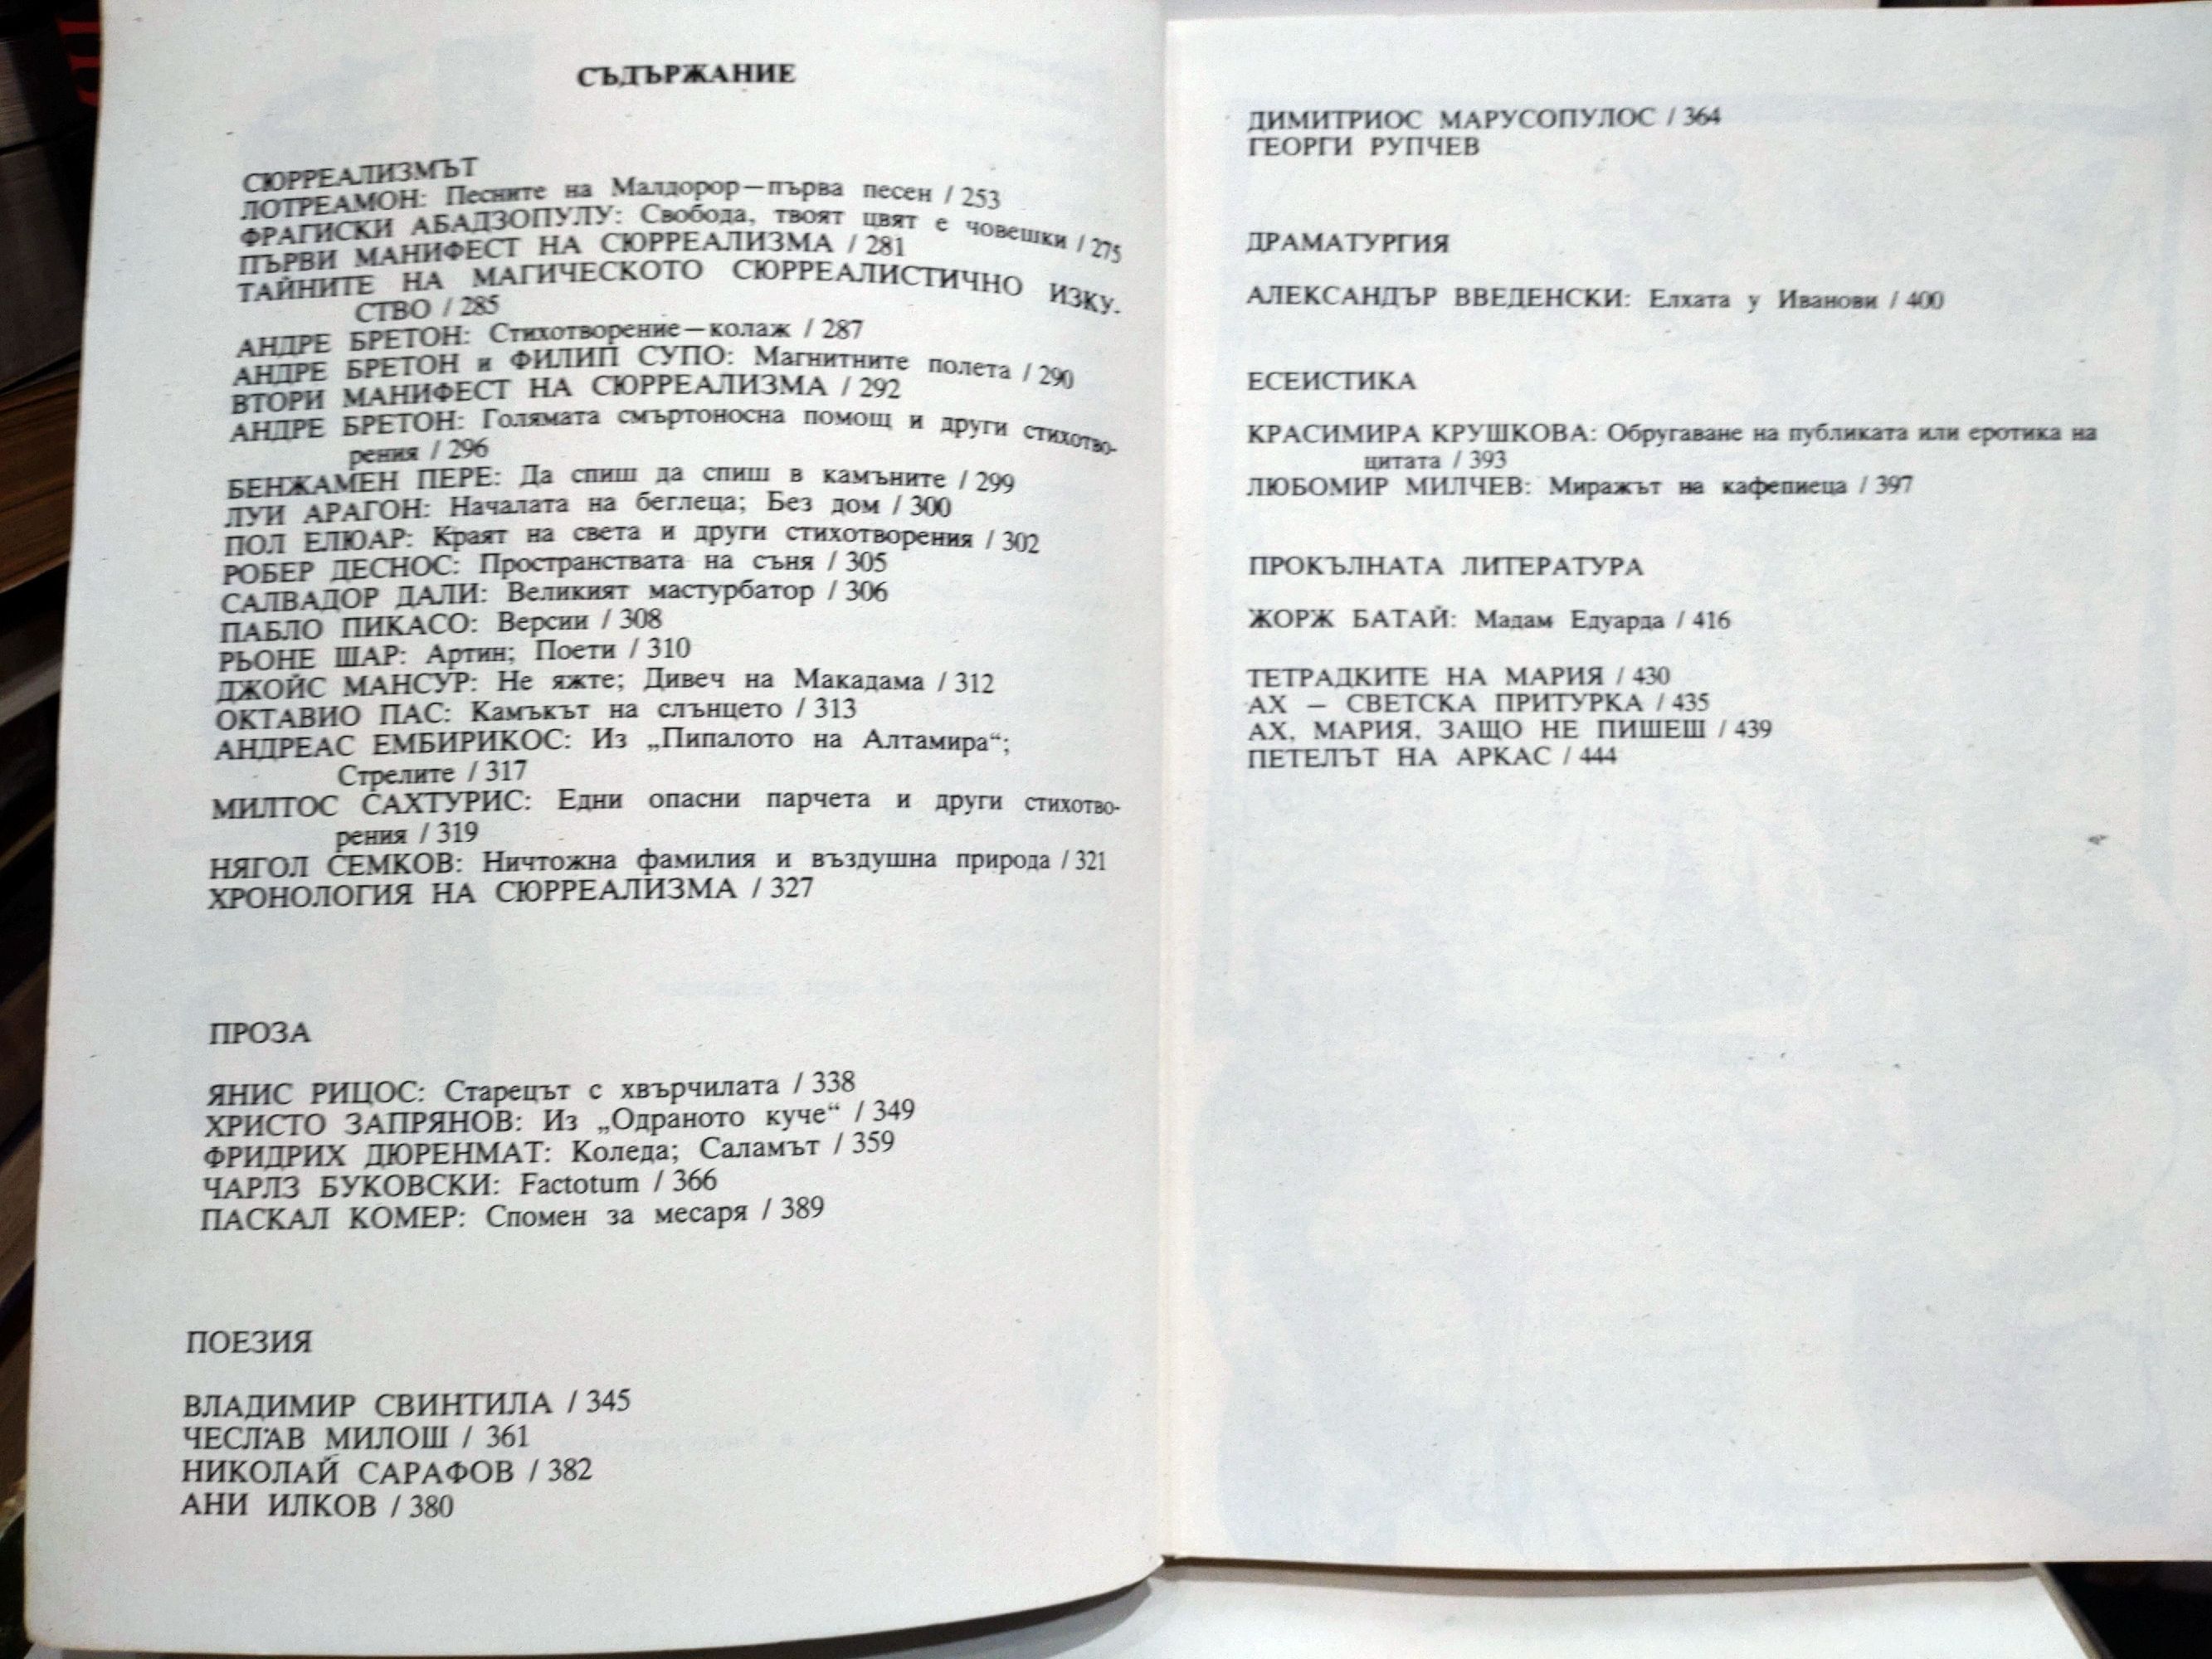 СЪДЪРЖАНИЕ
СЮРРЕАЛИЗМЪТ
ЛОТРЕАМОН: Песните на Малдорор—първа песен / 253
ФРАГИСКИ АБАДЗОПУЛУ: Свобода, твоят цвят е човешки / 275
ПЪРВИ МАНИФЕСТ НА СЮРРЕАЛИЗМА / 281
ТАЙНИТЕ НА МАГИЧЕСКОТО СЮРРЕАЛИСТИЧНО ИЗКУ-
СТВО / 285
АНДРЕ БРЕТОН: Стихотворение—колаж / 287
АНДРЕ БРЕТОН и ФИЛИП СУПО: Магнитните полета / 290
ВТОРИ МАНИФЕСТ НА СЮРРЕАЛИЗМА / 292
АНДРЕ БРЕТОН: Голямата смъртоносна помощ и други стихотво-
рения / 296
БЕНЖАМЕН ПЕРЕ: Да спиш да спиш в камъните / 299
ЛУИ АРАГОН: Началата на беглеца; Без дом / 300
ПОЛ ЕЛЮАР: Краят на света и други стихотворения / 302
РОБЕР ДЕСНОС: Пространствата на съня / 305
САЛВАДОР ДАЛИ: Великият мастурбатор / 306
ПАБЛО ПИКАСО: Версии / 308
РЬОНЕ ШАР: Артин; Поети / 310
ДЖОЙС МАНСУР: Не яжте; Дивеч на Макадама / 312
ОКТАВИО ПАС: Камъкът на слънцето / 313
АНДРЕАС ЕМБИРИКОС: Из „Пипалото на Алтамира“;
Стрелите / 317
МИЛТОС САХТУРИС: Едни опасни парчета и други стихотво-
рения / 319
НЯГОЛ СЕМКОВ: Ничтожна фамилия и въздушна природа / 321
ХРОНОЛОГИЯ НА СЮРРЕАЛИЗМА / 327
ПРОЗА
ЯНИС РИЦОС: Старецът с хвърчилата / 338
ХРИСТО ЗАПРЯНОВ: Из „Одраното куче“ / 349
ФРИДРИХ ДЮРЕНМАТ: Коледа; Саламът / 359
ЧАРЛЗ БУКОВСКИ: Factotum / 366
ПАСКАЛ КОМЕР: Спомен за месаря / 389
ПОЕЗИЯ
ВЛАДИМИР СВИНТИЛА / 345
ЧЕСЛАВ МИЛОШ / 361
НИКОЛАЙ САРАФОВ / 382
АНИ ИЛКОВ / 380
ДИМИТРИОС МАРУСОПУЛОС / 364
ГЕОРГИ РУПЧЕВ
ДРАМАТУРГИЯ
АЛЕКСАНДЪР ВВЕДЕНСКИ: Елхата у Иванови / 400
ЕСЕИСТИКА
КРАСИМИРА КРУШКОВА: Обругаване на публиката или еротика на
цитата / 393
ЛЮБОМИР МИЛЧЕВ: Миражът на кафепиеца / 397
ПРОКЪЛНАТА ЛИТЕРАТУРА
ЖОРЖ БАТАЙ: Мадам Едуарда / 416
ТЕТРАДКИТЕ НА МАРИЯ / 430
АХ – СВЕТСКА ПРИТУРКА / 435
АХ, МАРИЯ, ЗАЩО НЕ ПИШЕШ / 439
ПЕТЕЛЪТ НА АРКАС / 444